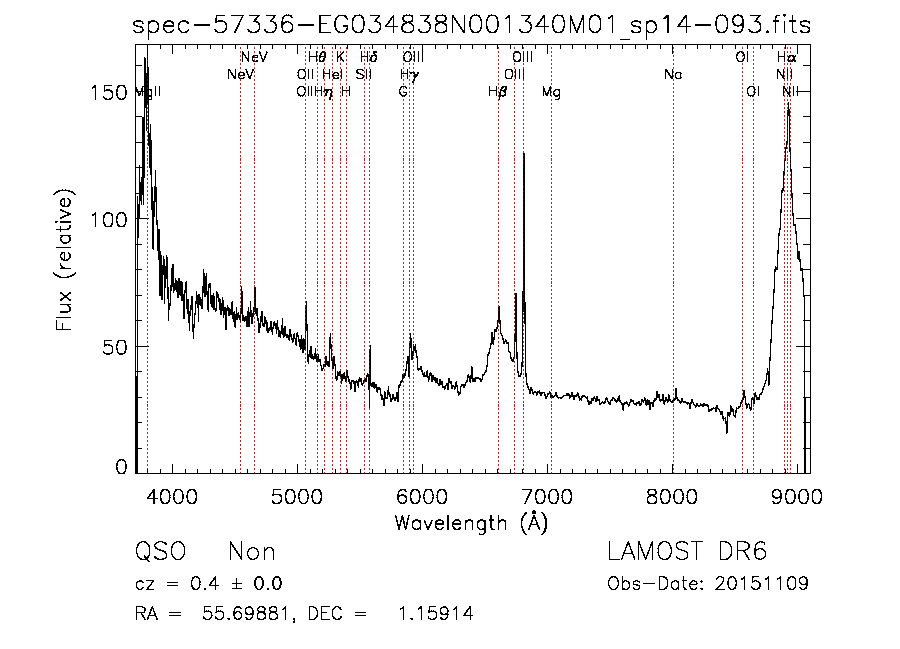 spec-57336-EG034838N001340M01_sp14-093.fits
NeV Hθ K Hδ OIII OIII OI Hα
NeV OII HeI SII Hγ OIII Na NII
MgII OII Hη H G Hβ Mg OI NII
150
100
50
0
Flux (relative)
4000 5000 6000 7000 8000 9000
Wavelength (Å)
QSO Non LAMOST DR6
cz = 0.4 ± 0.0 Obs-Date: 20151109
RA = 55.69881, DEC = 1.15914